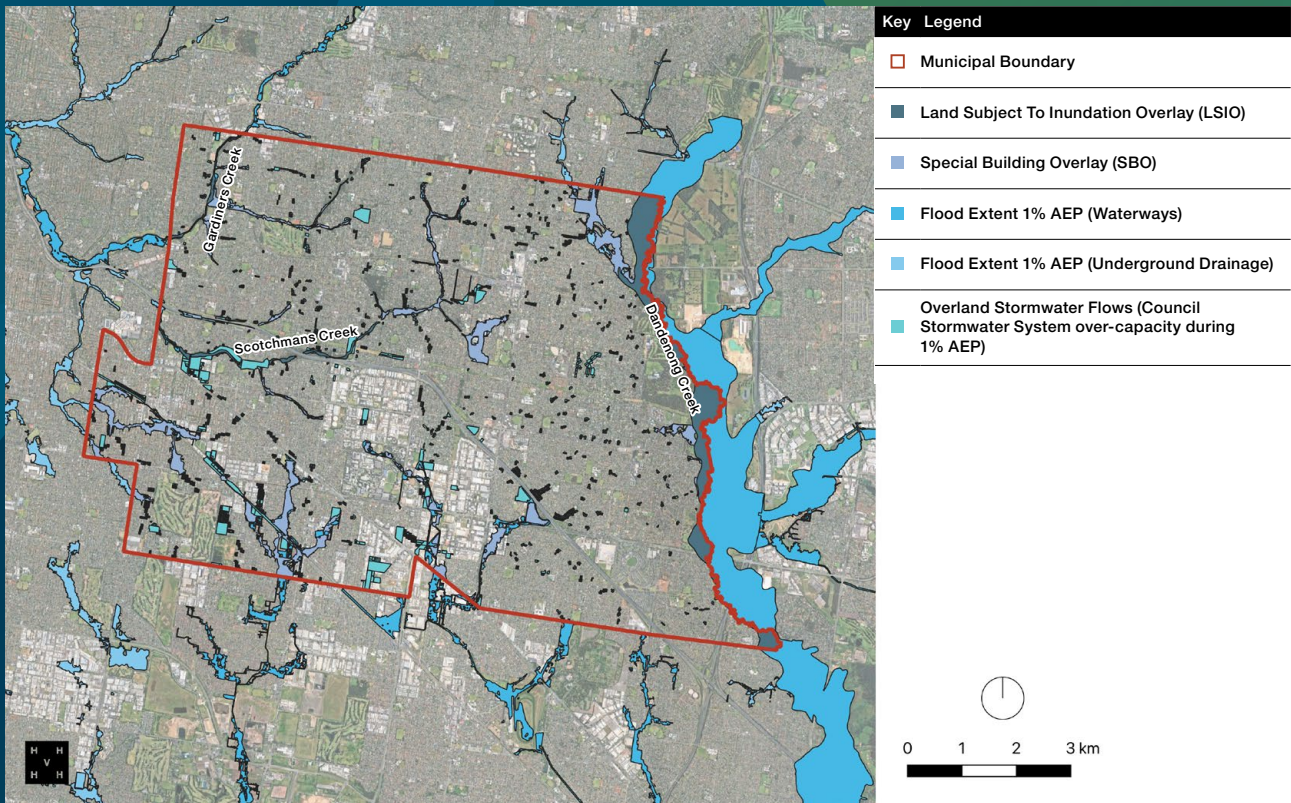 Key Legend
Municipal Boundary
Land Subject To Inundation Overlay (LSIO)
Special Building Overlay (SBO)
Flood Extent 1% AEP (Waterways)
Flood Extent 1% AEP (Underground Drainage)
Overland Stormwater Flows (Council
Stormwater System over-capacity during
1% AEP)
Gardiners Creek
Scotchmans Creek
Dandenong Creek
H H
V
H H
0 1 2 3 km